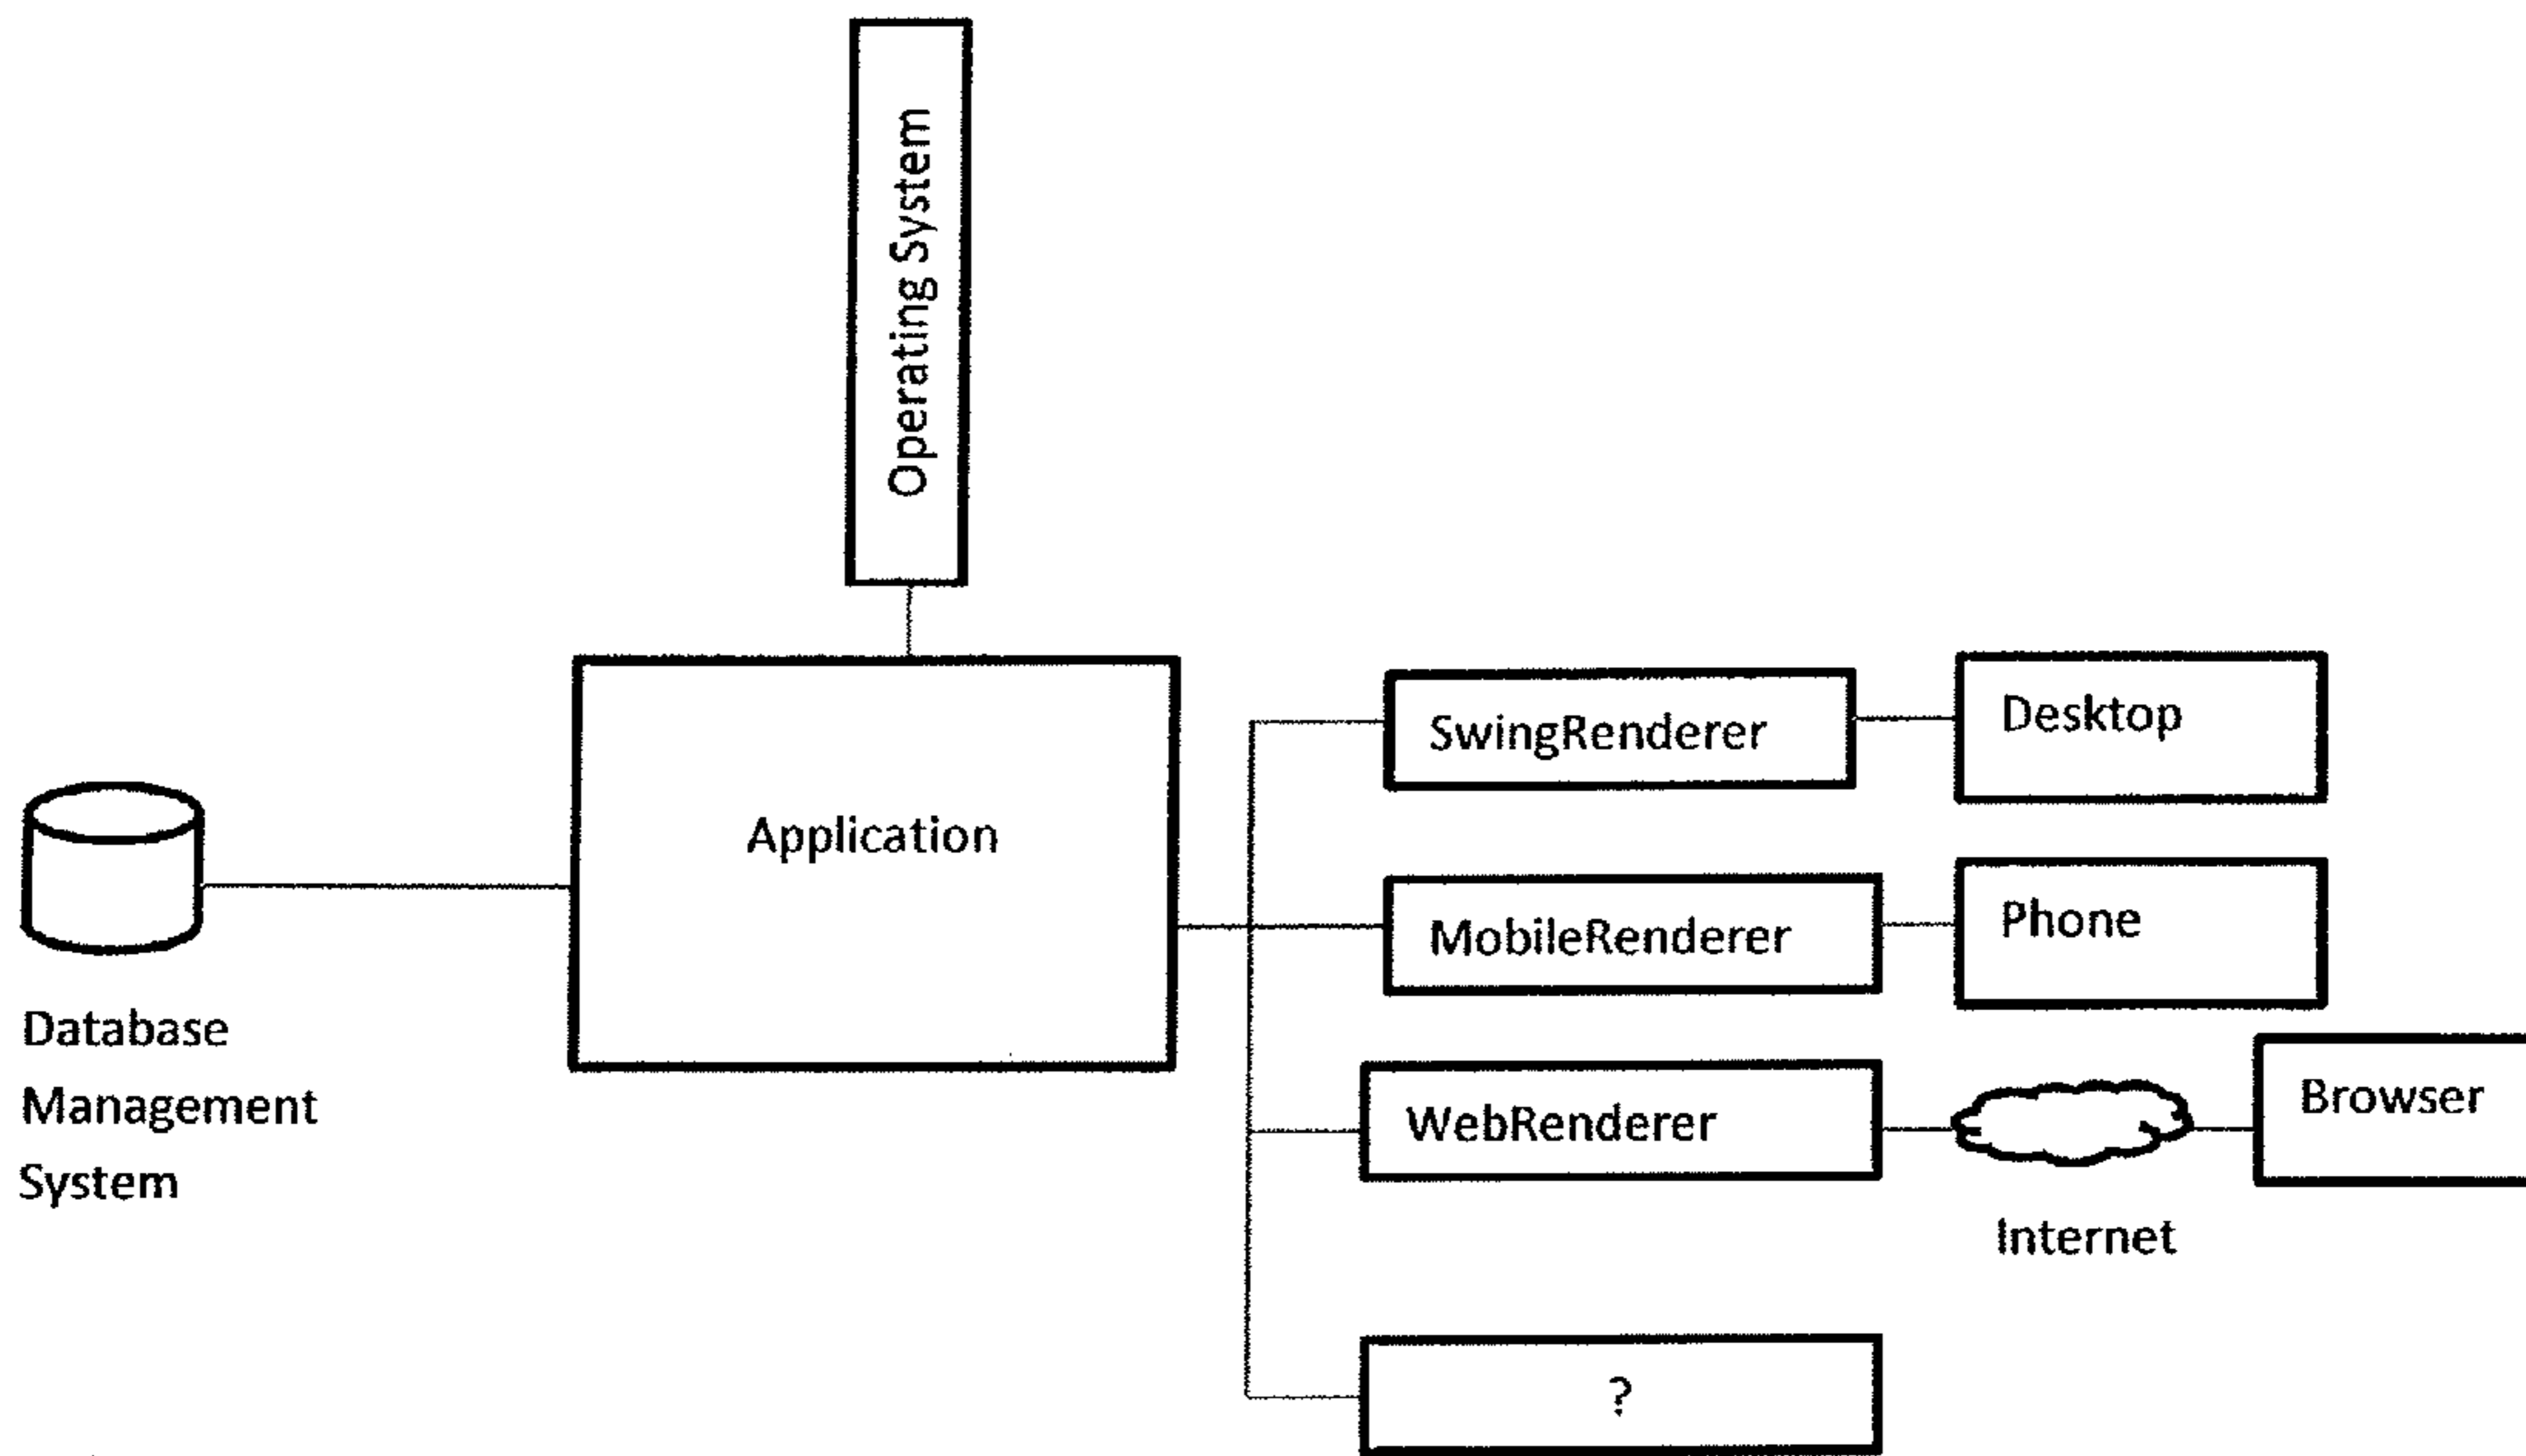 Operating System
Application
SwingRenderer
Desktop
MobileRenderer
Phone
WebRenderer
Browser
Internet
Database
Management
System
?